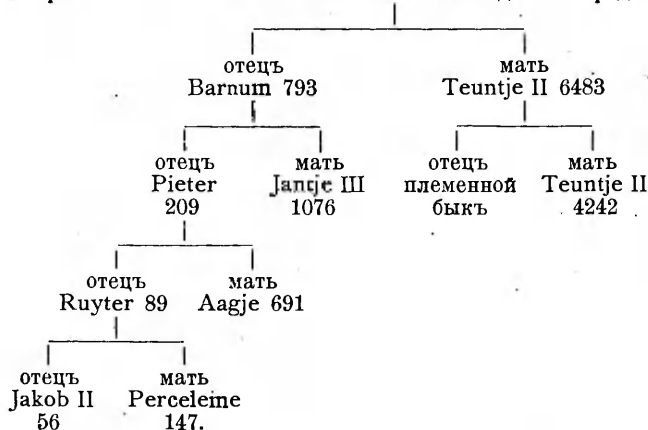 отецъ мать
Barnum 793 Teuntje II 6483
отецъ мать отецъ мать
Pieter Jantje III племенной Teuntje II
209 1076 быкъ 4242
отецъ мать
Ruyter 89 Aagje 691
отецъ мать
Jakob II Perceleine
56 147.